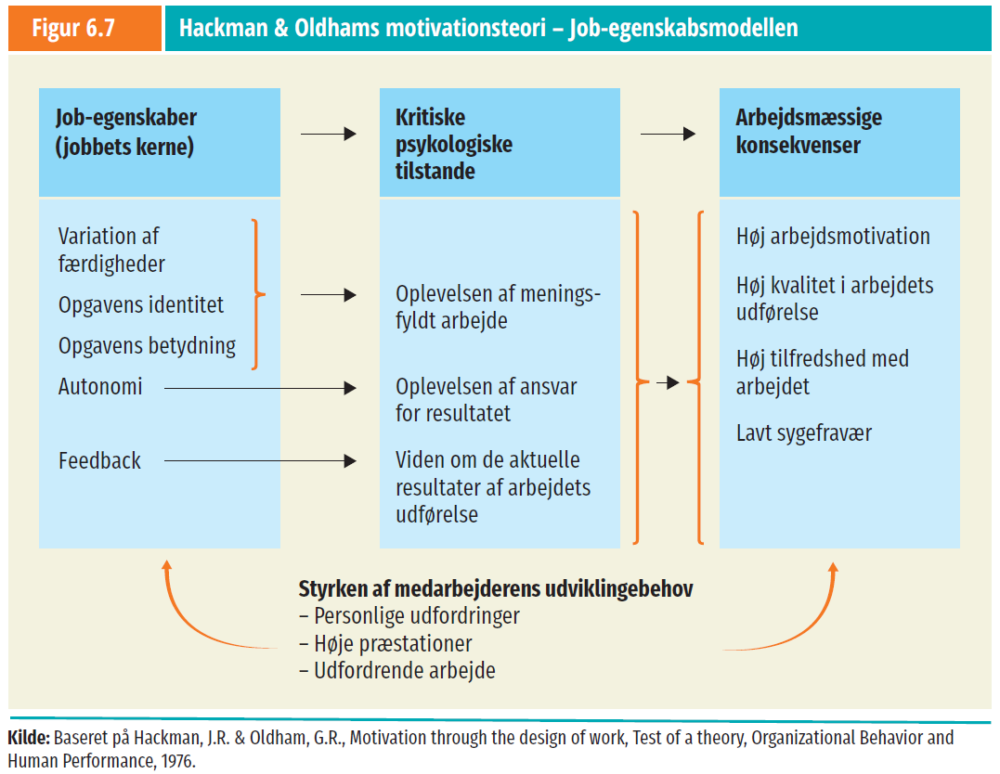 Figur 6.7
Hackman & Oldhams motivationsteori – Job-egenskabsmodellen
Job-egenskaber
(jobbets kerne)
Kritiske
psykologiske
tilstande
Arbejdsmæssige
konsekvenser
Variation af
færdigheder
Opgavens identitet
Opgavens betydning
Autonomi
Feedback
Oplevelsen af menings-
fyldt arbejde
Oplevelsen af ansvar
for resultatet
Viden om de aktuelle
resultater af arbejdets
udførelse
Høj arbejdsmotivation
Høj kvalitet i arbejdets
udførelse
Høj tilfredshed med
arbejdet
Lavt sygefravær
Styrken af medarbejderens udviklingebehov
– Personlige udfordringer
– Høje præstationer
– Udfordrende arbejde
Kilde: Baseret på Hackman, J.R. & Oldham, G.R., Motivation through the design of work, Test of a theory, Organizational Behavior and
Human Performance, 1976.